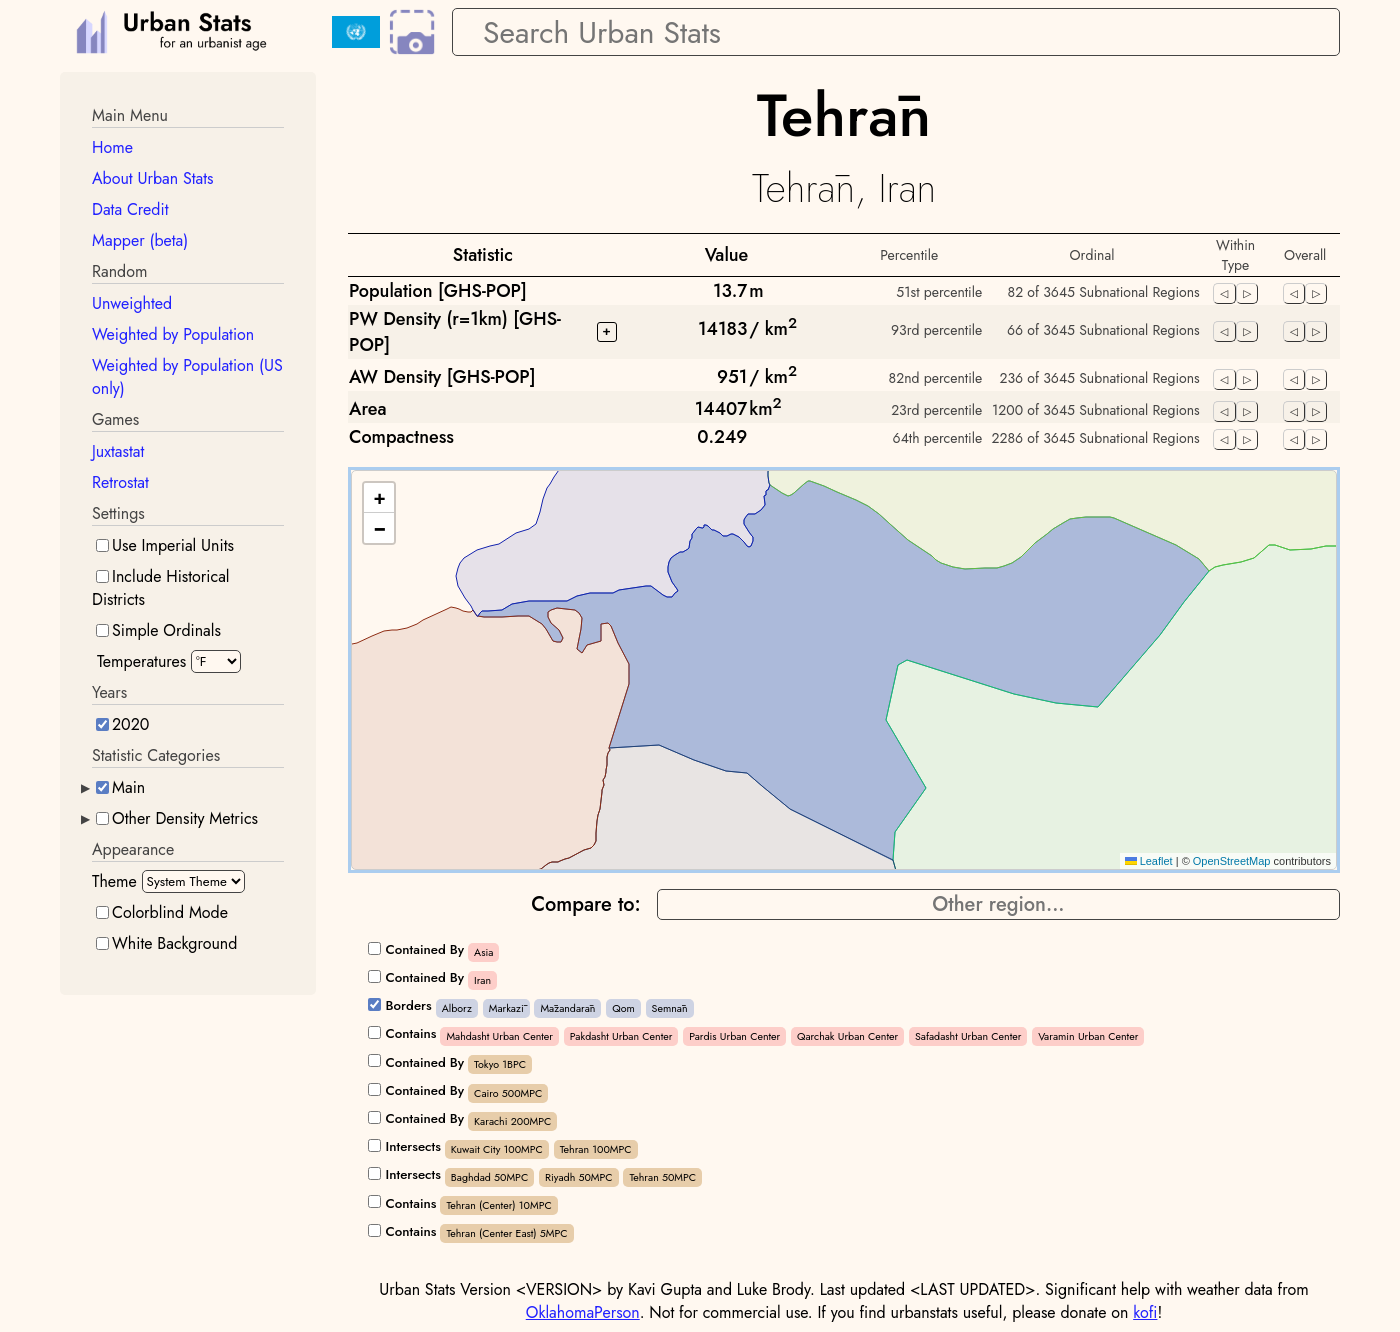 Urban Stats
for an urbanist age
Search Urban Stats
Main Menu
Home
About Urban Stats
Data Credit
Mapper (beta)
Random
Unweighted
Weighted by Population
Weighted by Population (US
only)
Games
Juxtastat
Retrostat
Settings
Use Imperial Units
Include Historical
Districts
Simple Ordinals
Temperatures °F
Years
2020
Statistic Categories
Main
Other Density Metrics
Appearance
Theme System Theme
Colorblind Mode
White Background
Tehrān
Tehrān, Iran
Statistic Value Percentile Ordinal Within Type Overall
Population [GHS-POP] 13.7 m 51st percentile 82 of 3645 Subnational Regions
PW Density (r=1km) [GHS-
POP] + 14183 / km² 93rd percentile 66 of 3645 Subnational Regions
AW Density [GHS-POP] 951 / km² 82nd percentile 236 of 3645 Subnational Regions
Area 14407 km² 23rd percentile 1200 of 3645 Subnational Regions
Compactness 0.249 64th percentile 2286 of 3645 Subnational Regions
+
−
Leaflet | © OpenStreetMap contributors
Compare to: Other region...
Contained By Asia
Contained By Iran
Borders Alborz Markazī Māzandarān Qom Semnān
Contains Mahdasht Urban Center Pakdasht Urban Center Pardis Urban Center Qarchak Urban Center Safadasht Urban Center Varamin Urban Center
Contained By Tokyo 1BPC
Contained By Cairo 500MPC
Contained By Karachi 200MPC
Intersects Kuwait City 100MPC Tehran 100MPC
Intersects Baghdad 50MPC Riyadh 50MPC Tehran 50MPC
Contains Tehran (Center) 10MPC
Contains Tehran (Center East) 5MPC
Urban Stats Version <VERSION> by Kavi Gupta and Luke Brody. Last updated <LAST UPDATED>. Significant help with weather data from
OklahomaPerson. Not for commercial use. If you find urbanstats useful, please donate on kofi!